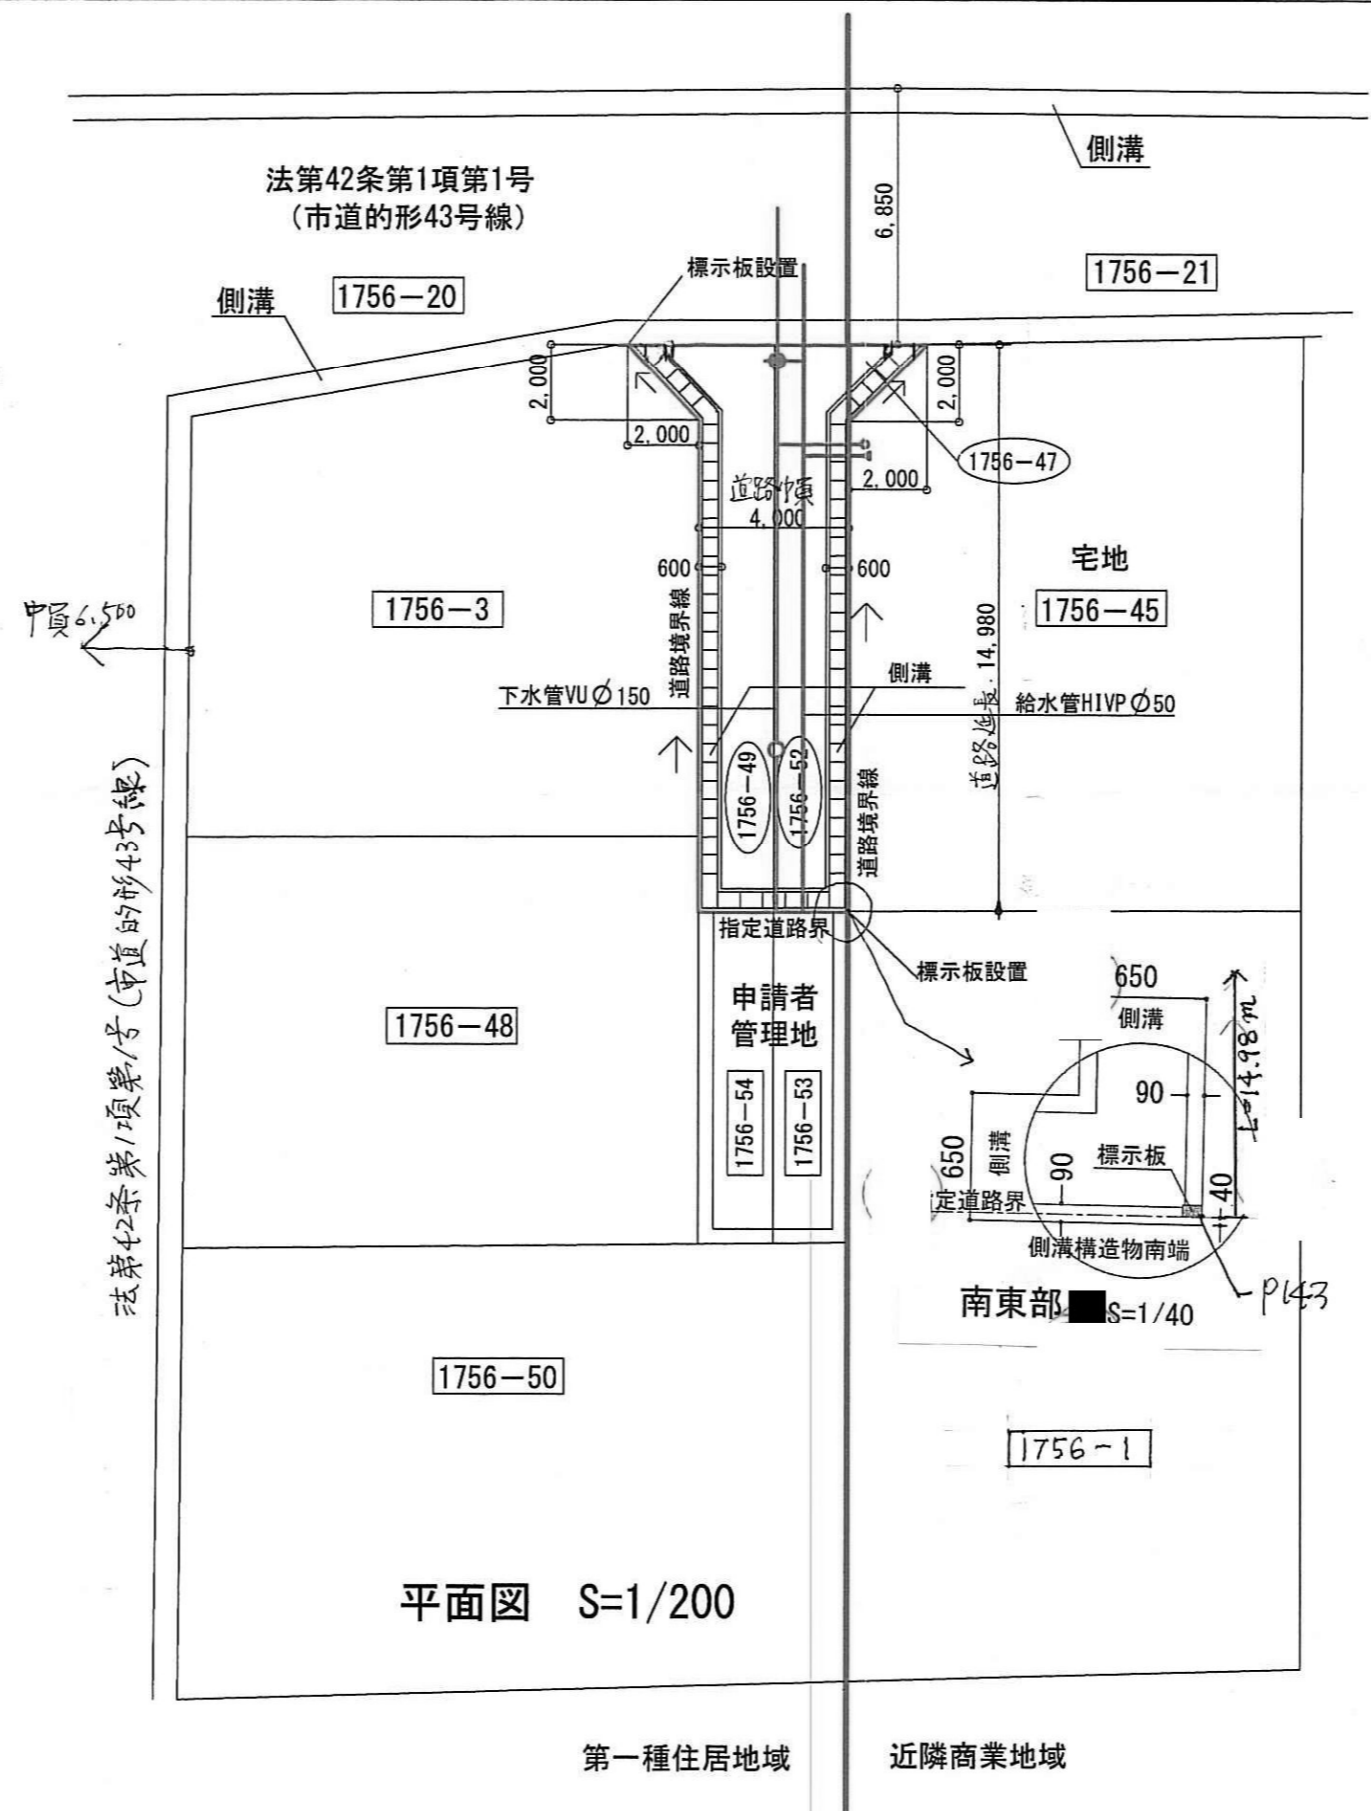 側溝
法第42条第1項第1号
（市道的形43号線）
6,850
標示板設置
1756−20
1756−21
側溝
2,000
2,000
2,000
2,000
1756−47
道路巾員
4,000
宅地
600
600
1756−3
1756−45
巾員6.500
道路境界線
道路延長 14,980
側溝
下水管VU∅150
給水管HIVP∅50
1756−49
1756−52
道路境界線
法第42条第1項第1号(市道的形43号線)
指定道路界
標示板設置
申請者
管理地
650
側溝
L=14.98m
1756−48
1756−54
1756−53
90
650
側溝
90
標示板
定道路界
40
側溝構造物南端
南東部
S=1/40
P143
1756−50
1756-1
平面図 S=1/200
第一種住居地域
近隣商業地域